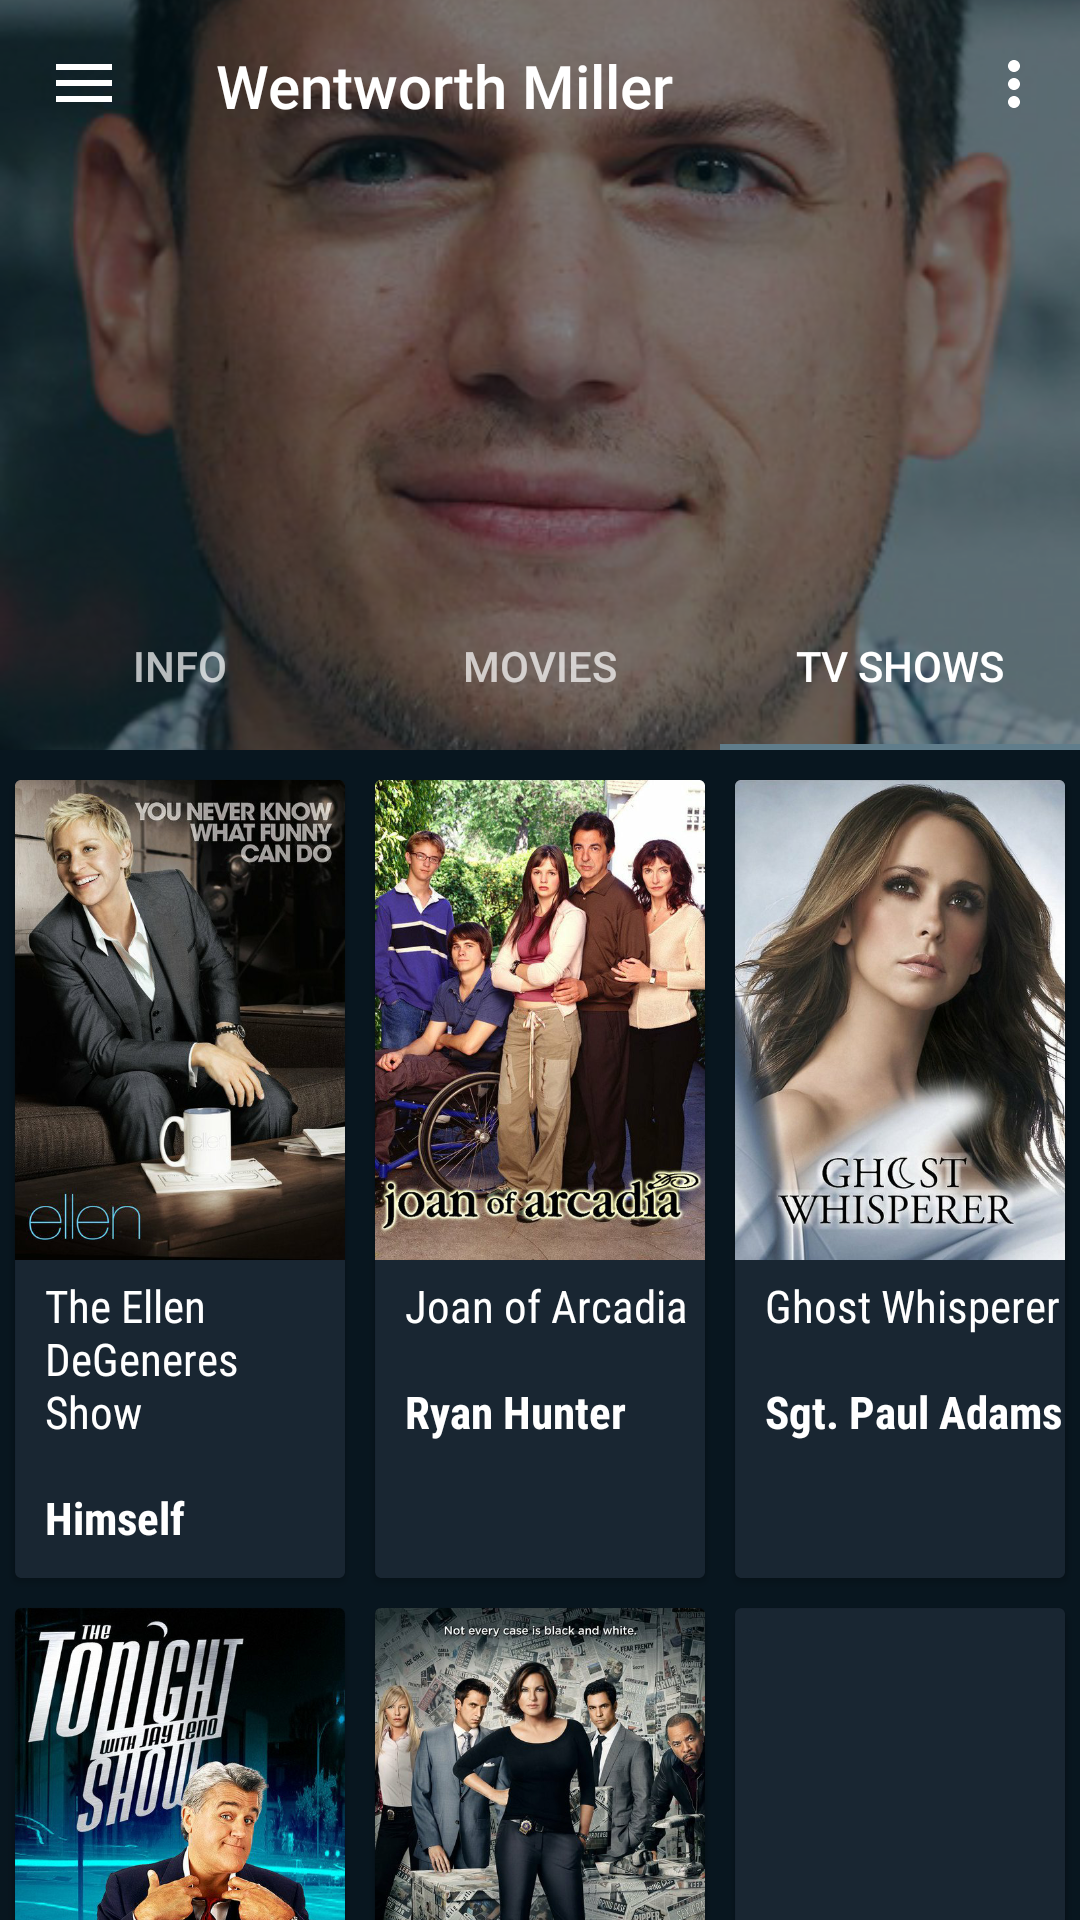 Wentworth Miller
INFO
MOVIES
TV SHOWS
YOU NEVER KNOW
WHAT FUNNY
CAN DO
ellen
joan of arcadia
GHOST
WHISPERER
The Ellen
DeGeneres
Show
Himself
Joan of Arcadia
Ryan Hunter
Ghost Whisperer
Sgt. Paul Adams
THE
TONIGHT
WITH JAY LENO
SHOW
Not every case is black and white.